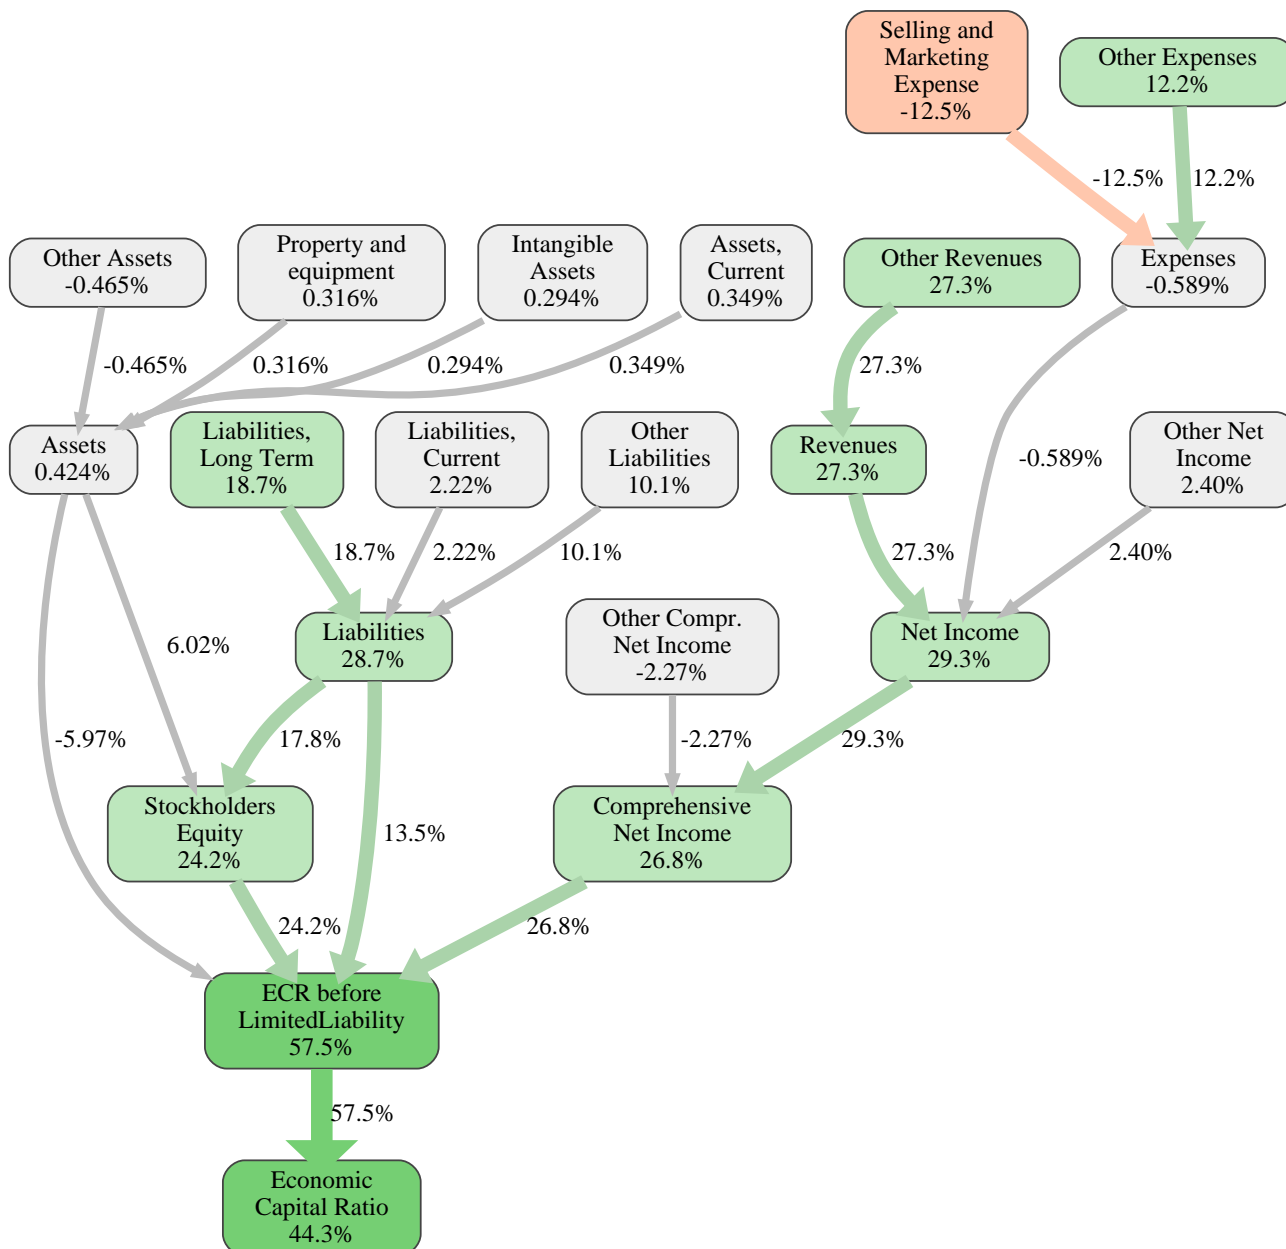 Selling and
Marketing
Expense
-12.5%
Other Expenses
12.2%
-12.5%
12.2%
Other Assets
-0.465%
Property and
equipment
0.316%
Intangible
Assets
0.294%
Assets,
Current
0.349%
Other Revenues
27.3%
Expenses
-0.589%
-0.465%
0.316%
0.294%
0.349%
27.3%
Assets
0.424%
Liabilities,
Long Term
18.7%
Liabilities,
Current
2.22%
Other
Liabilities
10.1%
Revenues
27.3%
-0.589%
Other Net
Income
2.40%
18.7%
2.22%
10.1%
27.3%
2.40%
6.02%
Liabilities
28.7%
Other Compr.
Net Income
-2.27%
Net Income
29.3%
-5.97%
17.8%
-2.27%
29.3%
Stockholders
Equity
24.2%
13.5%
Comprehensive
Net Income
26.8%
24.2%
26.8%
ECR before
LimitedLiability
57.5%
57.5%
Economic
Capital Ratio
44.3%